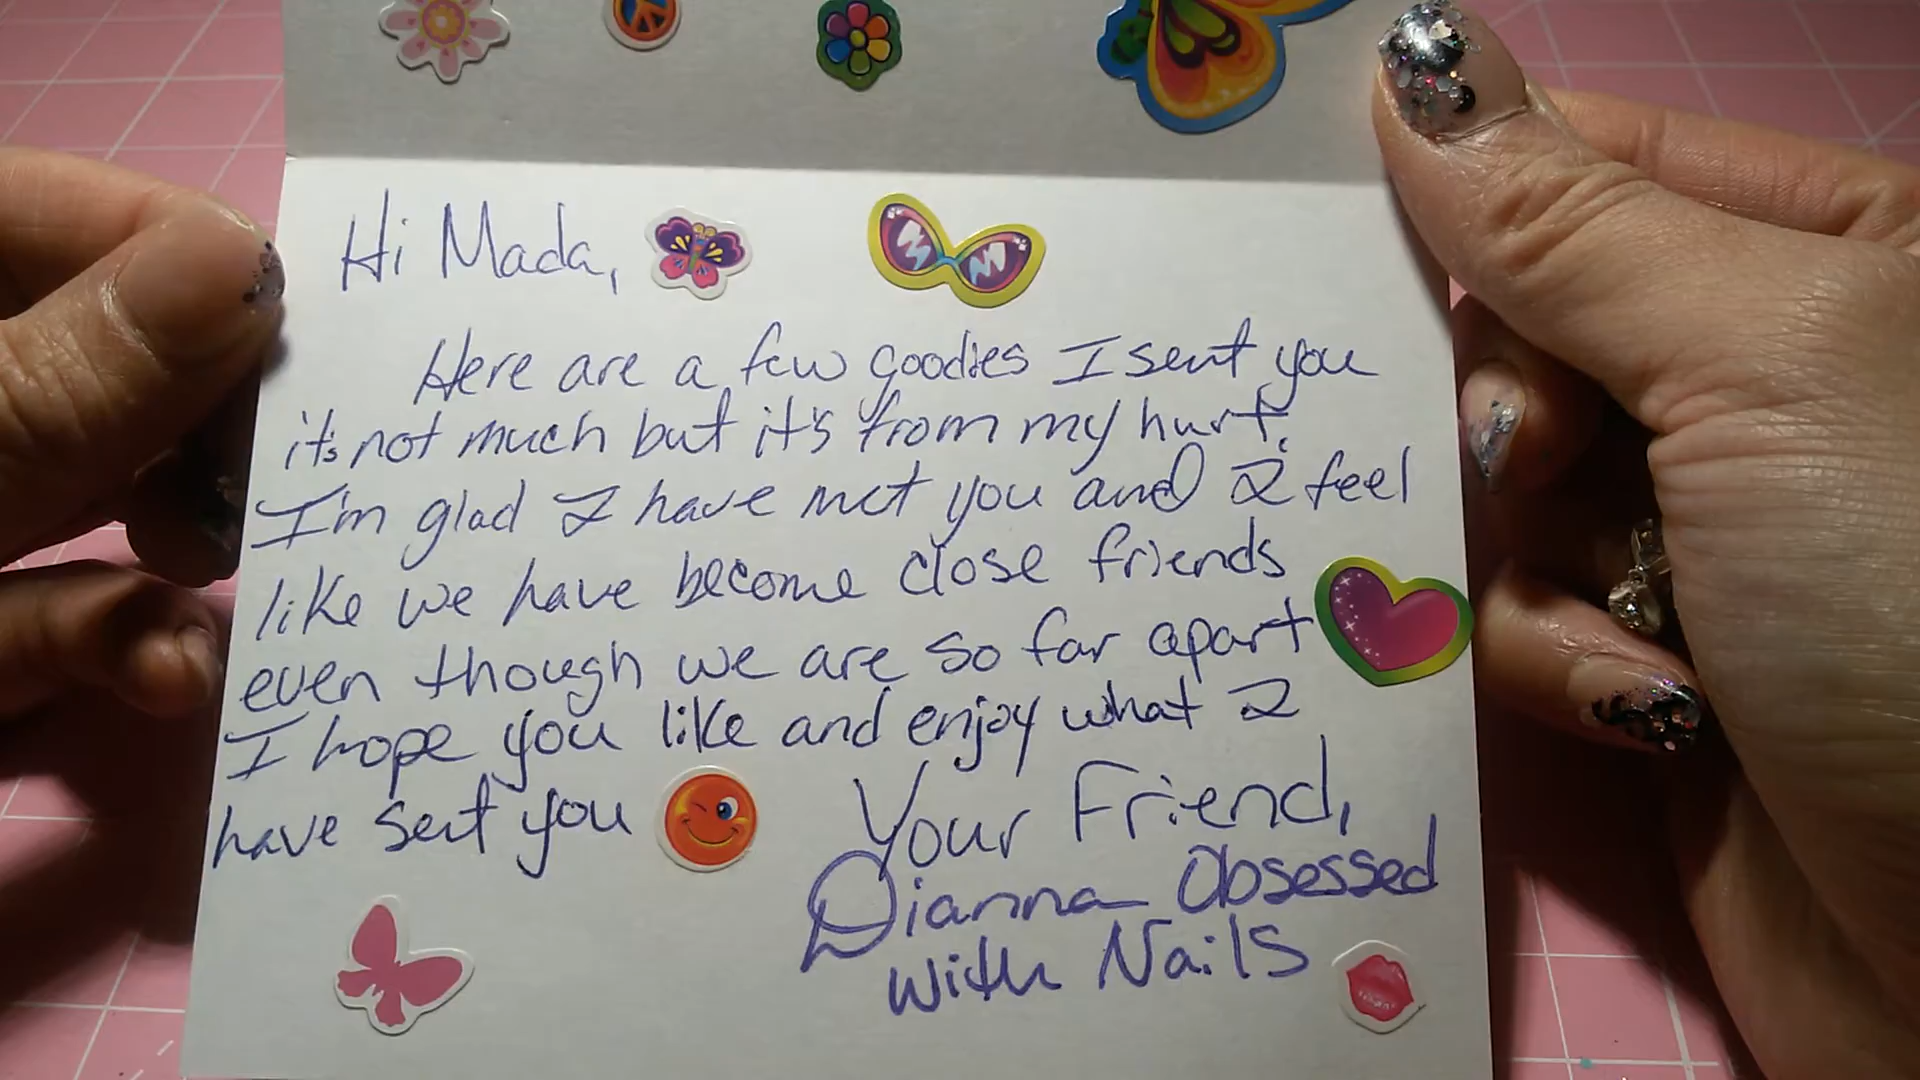 Hi Mada,
Here are a few goodies I sent you
it's not much but it's from my hurt.
I'm glad I have met you and I feel
like we have become close friends
even though we are so far apart
I hope you like and enjoy what I
have sent you
Your Friend,
Dianna Obsessed
With Nails